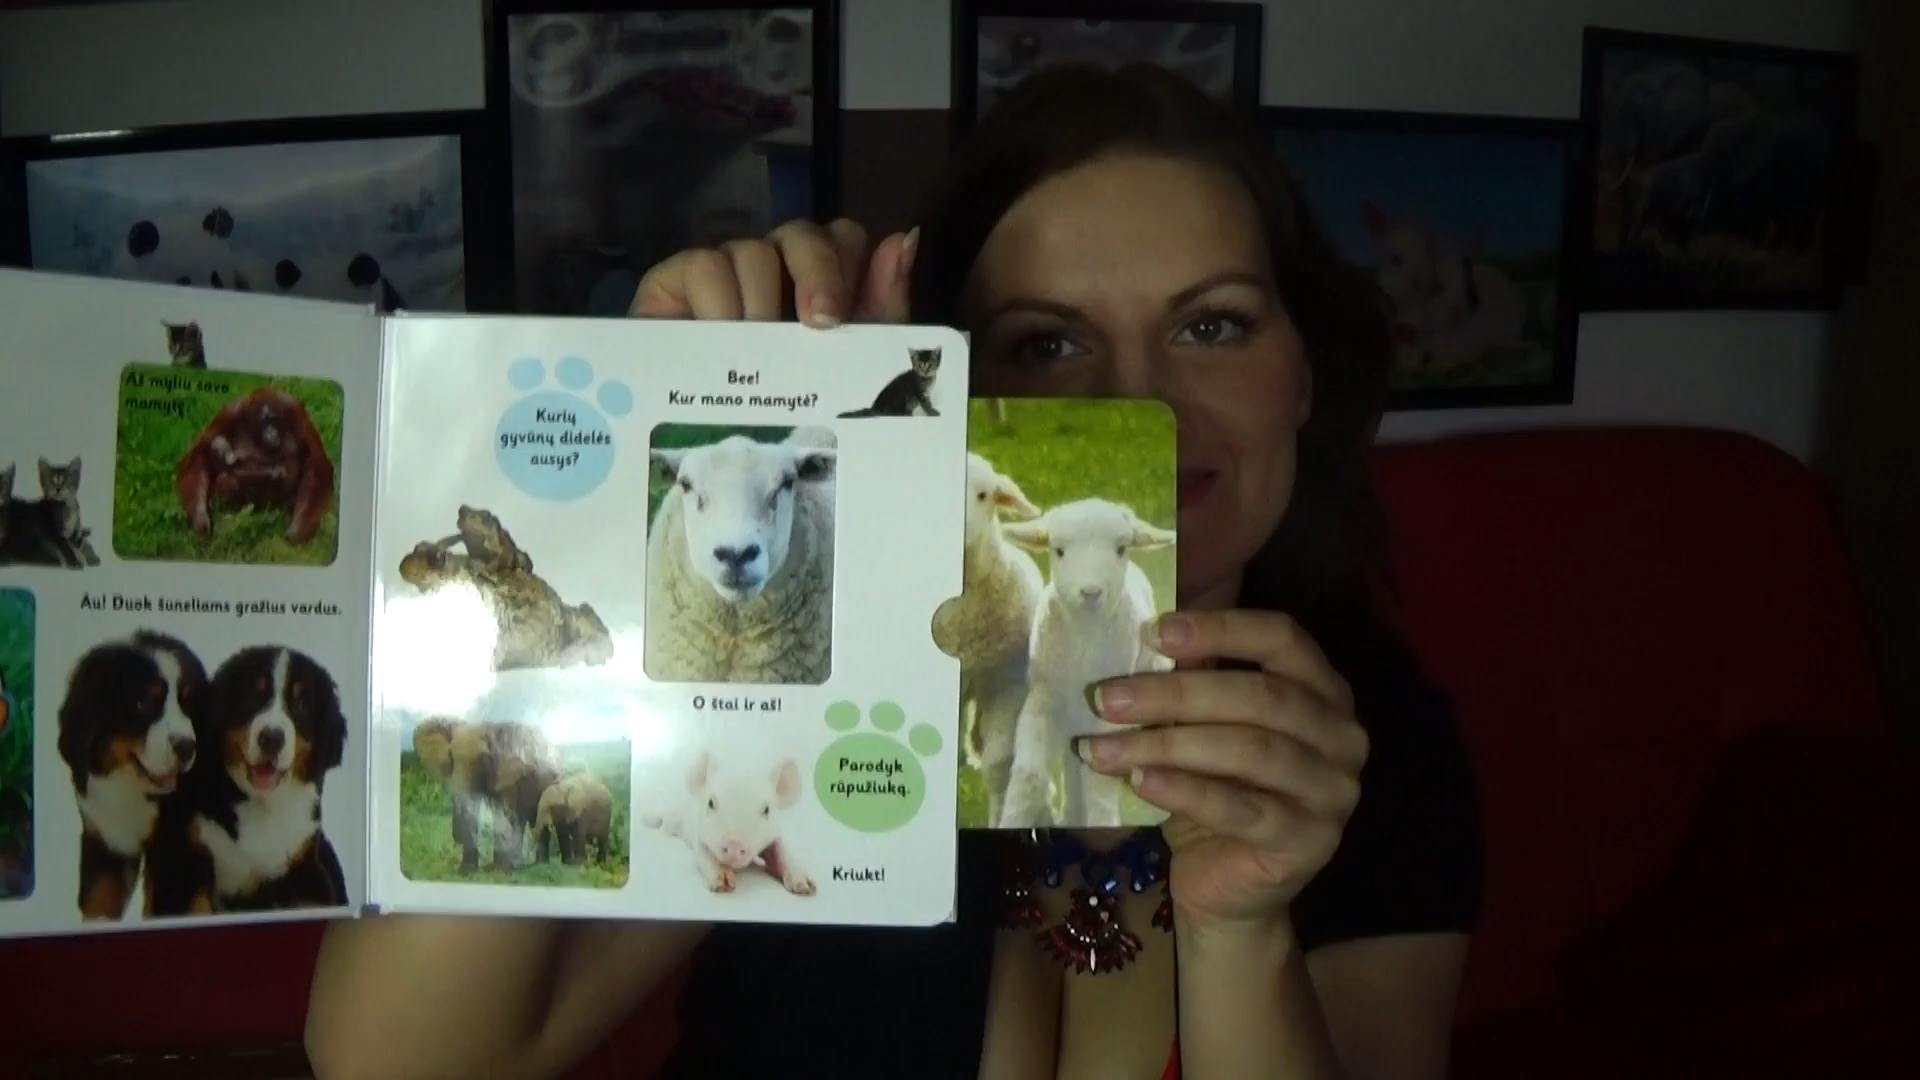 Aš myliu savo
mamytę.
Au! Duok šuneliams gražius vardus.
Kurių
gyvūnų didelės
ausys?
Bee!
Kur mano mamytė?
O štai ir aš!
Parodyk
rūpužiuką.
Kriukt!